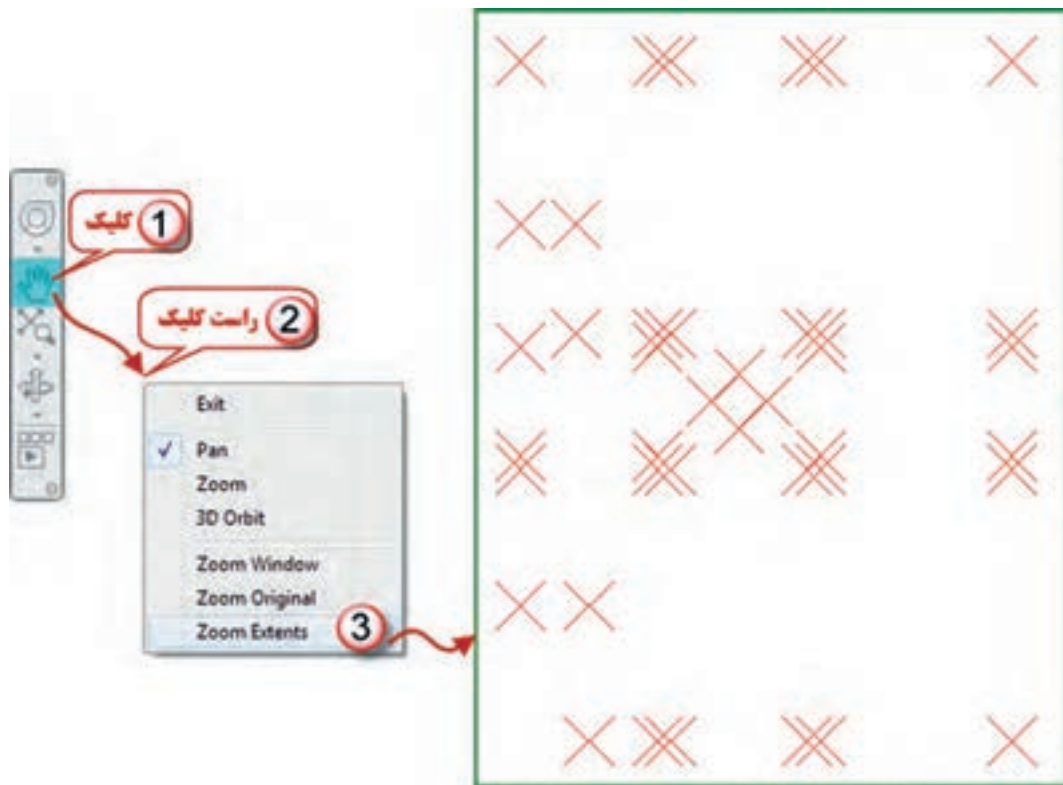 1 کلیک
2 راست کلیک
Exit
Pan
Zoom
3D Orbit
Zoom Window
Zoom Original
Zoom Extents 3